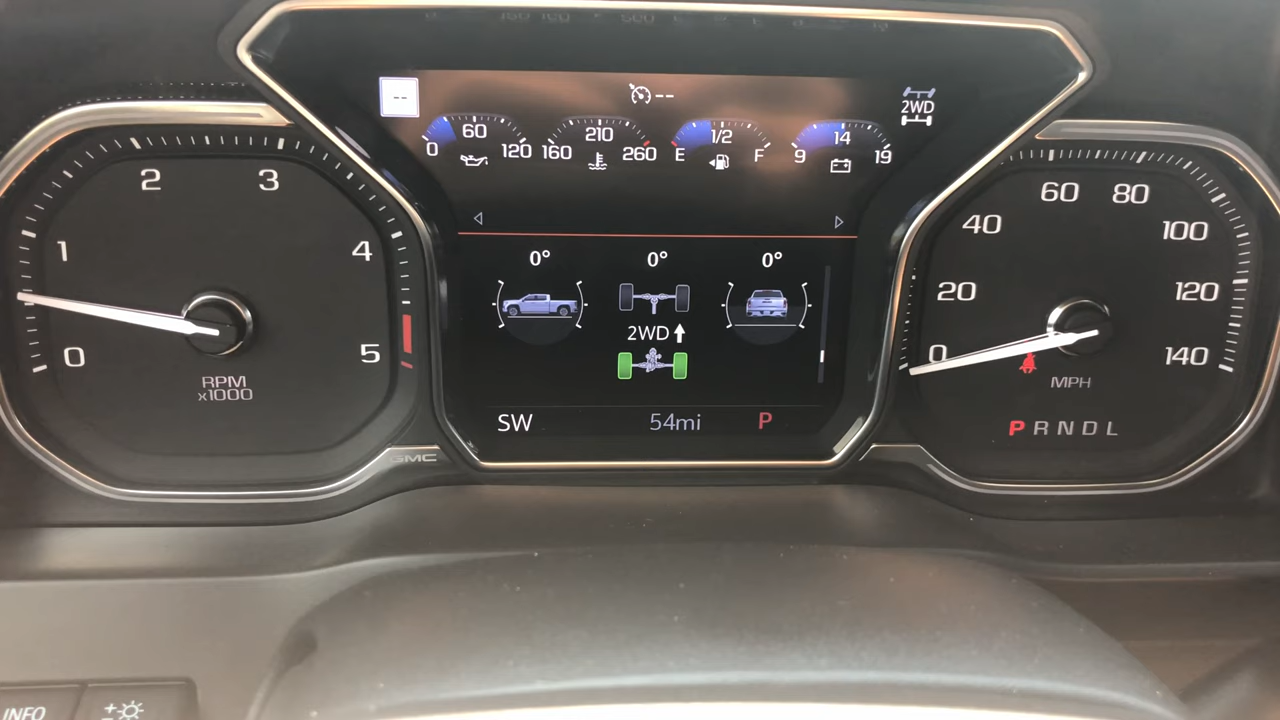 --
--
2WD
0 60 120
160 210 260
E 1/2 F
9 14 19
0° 0° 0°
2WD
SW 54mi P
0 1 2 3 4 5
RPM
x1000
GMC
0 20 40 60 80 100 120 140
MPH
P R N D L
INFO